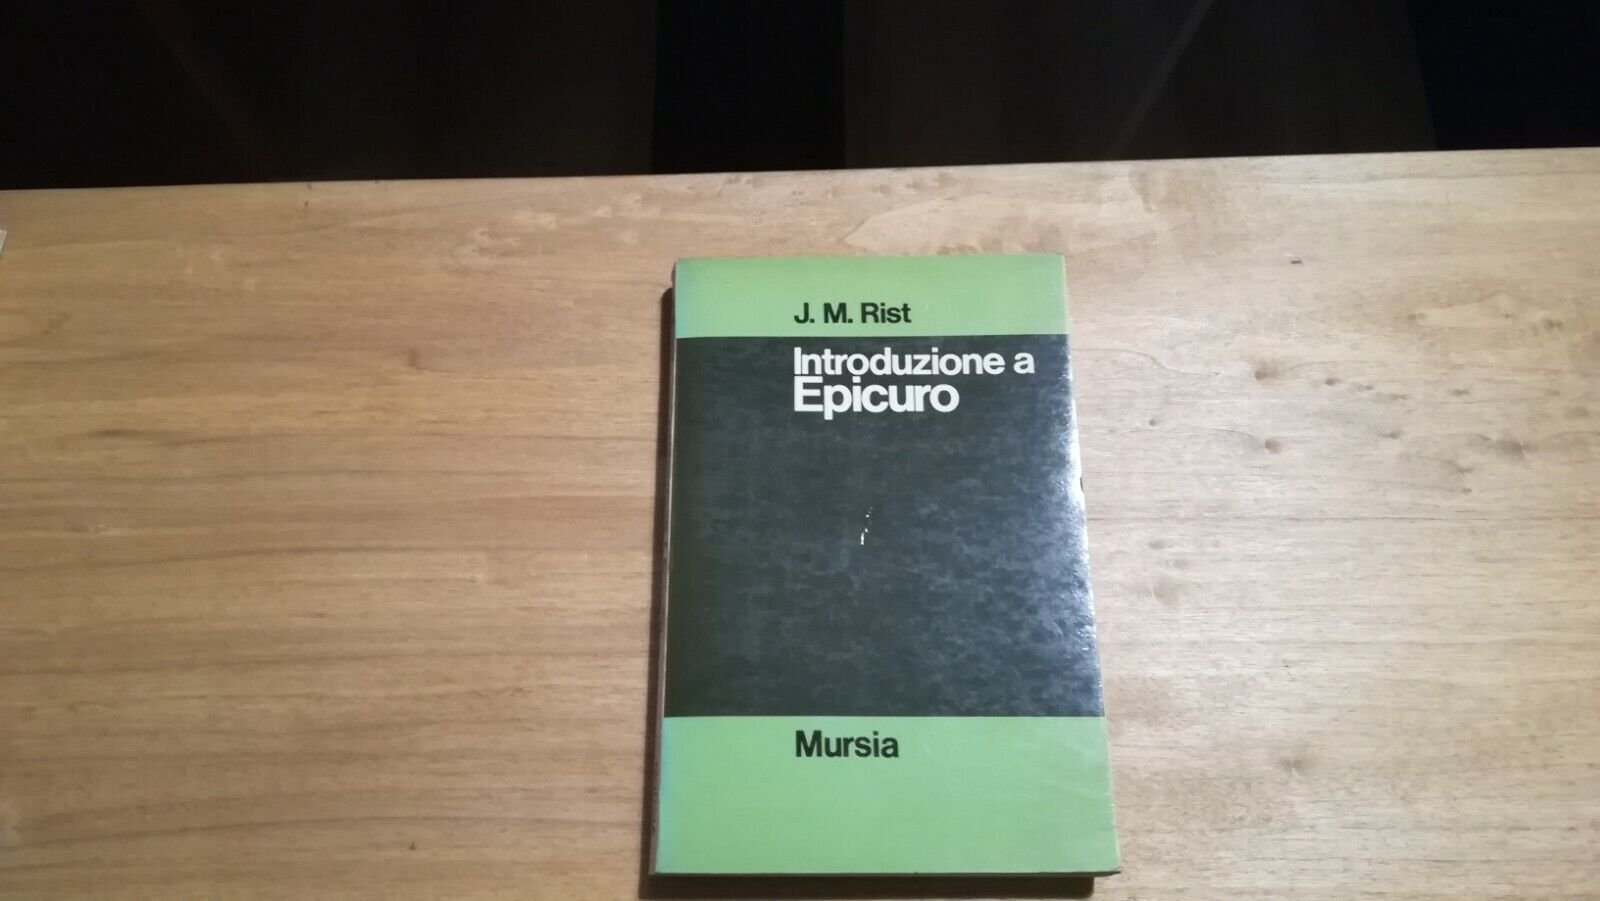 J. M. Rist
Introduzione a
Epicuro
Mursia